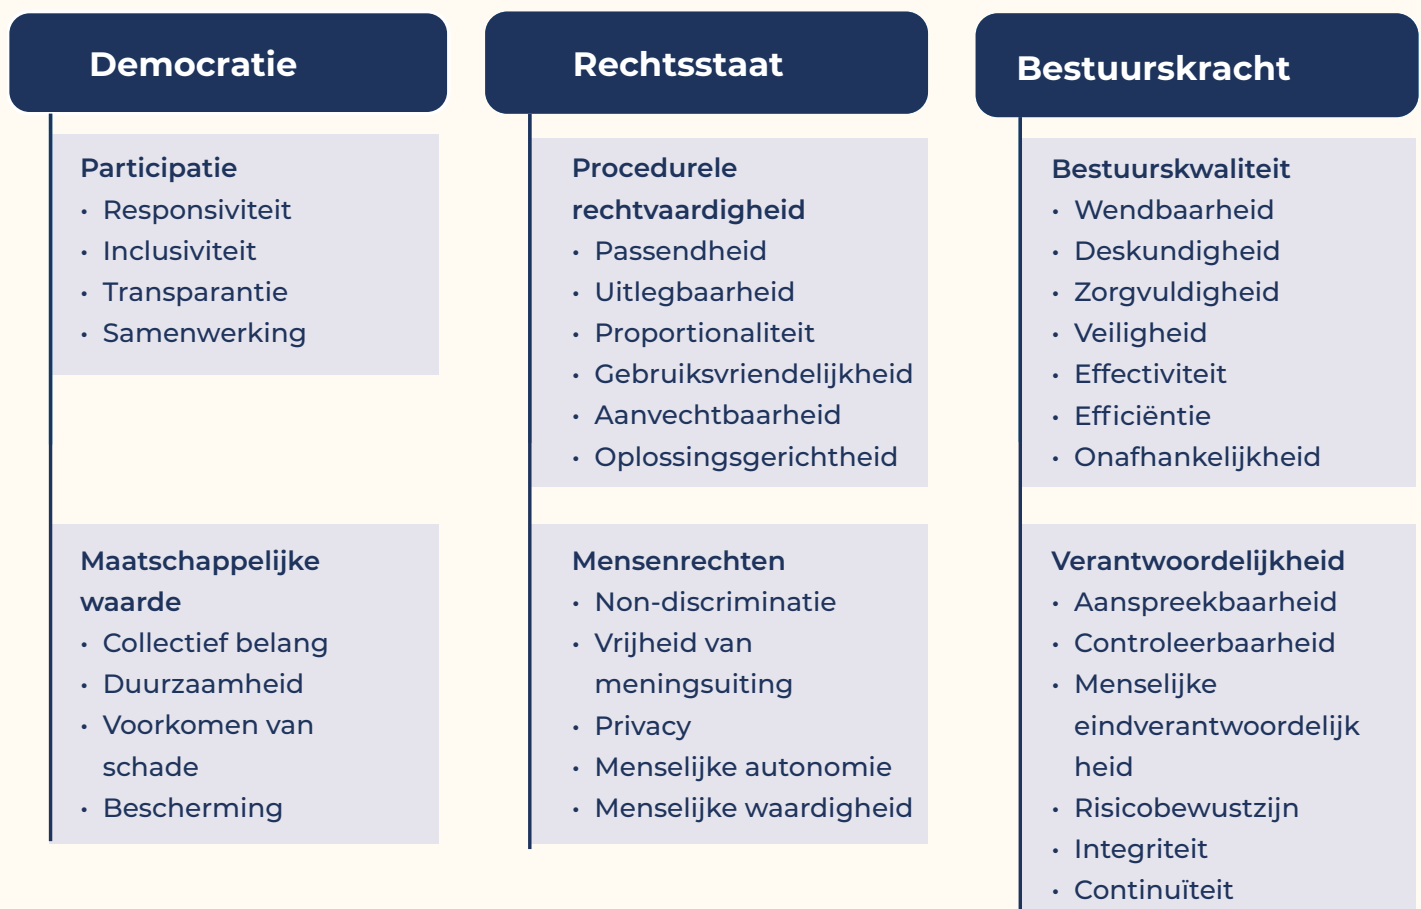 Democratie
Participatie
• Responsiviteit
• Inclusiviteit
• Transparantie
• Samenwerking
Maatschappelijke
waarde
• Collectief belang
• Duurzaamheid
• Voorkomen van
schade
• Bescherming
Rechtsstaat
Procedurele
rechtvaardigheid
• Passendheid
• Uitlegbaarheid
• Proportionaliteit
• Gebruiksvriendelijkheid
• Aanvechtbaarheid
• Oplossingsgerichtheid
Mensenrechten
• Non-discriminatie
• Vrijheid van
meningsuiting
• Privacy
• Menselijke autonomie
• Menselijke waardigheid
Bestuurskracht
Bestuurskwaliteit
• Wendbaarheid
• Deskundigheid
• Zorgvuldigheid
• Veiligheid
• Effectiviteit
• Efficiëntie
• Onafhankelijkheid
Verantwoordelijkheid
• Aanspreekbaarheid
• Controleerbaarheid
• Menselijke
eindverantwoordelijk
heid
• Risicobewustzijn
• Integriteit
• Continuïteit